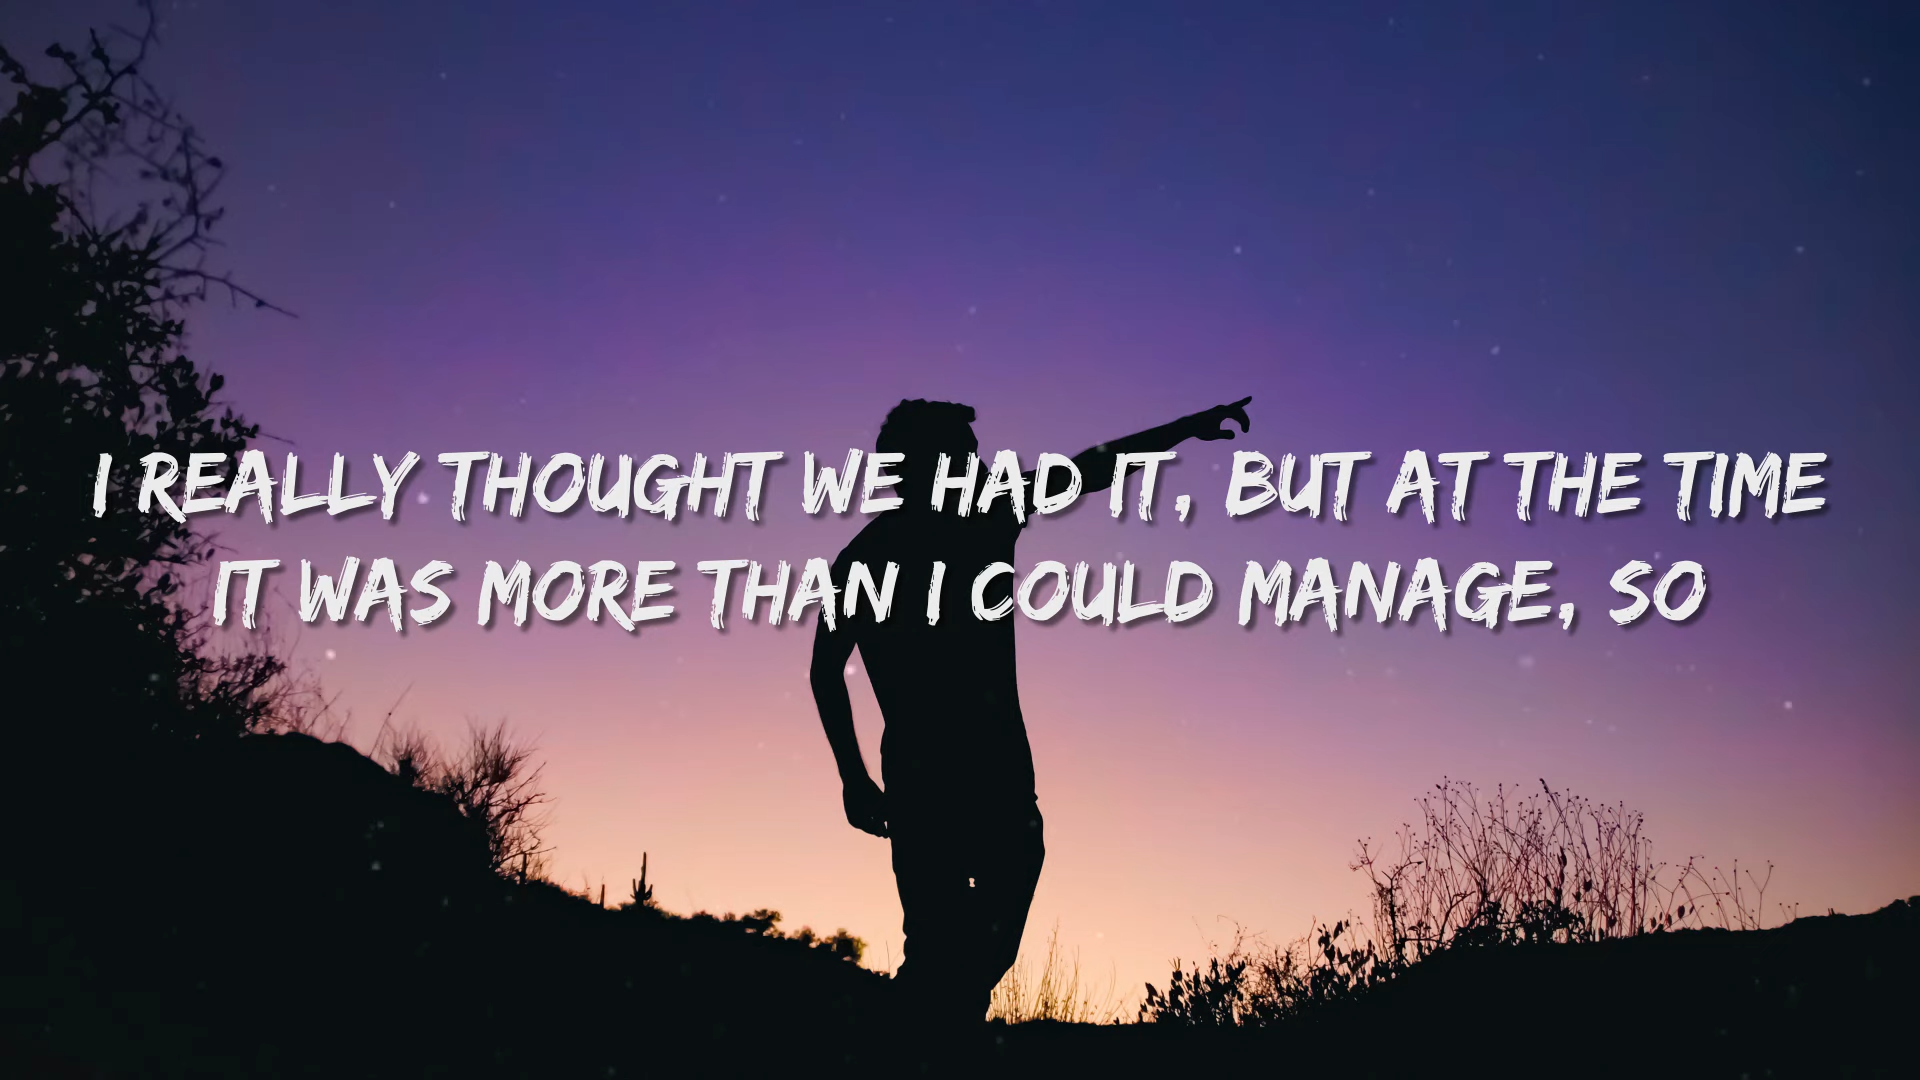 I REALLY THOUGHT WE HAD IT, BUT AT THE TIME
IT WAS MORE THAN I COULD MANAGE, SO